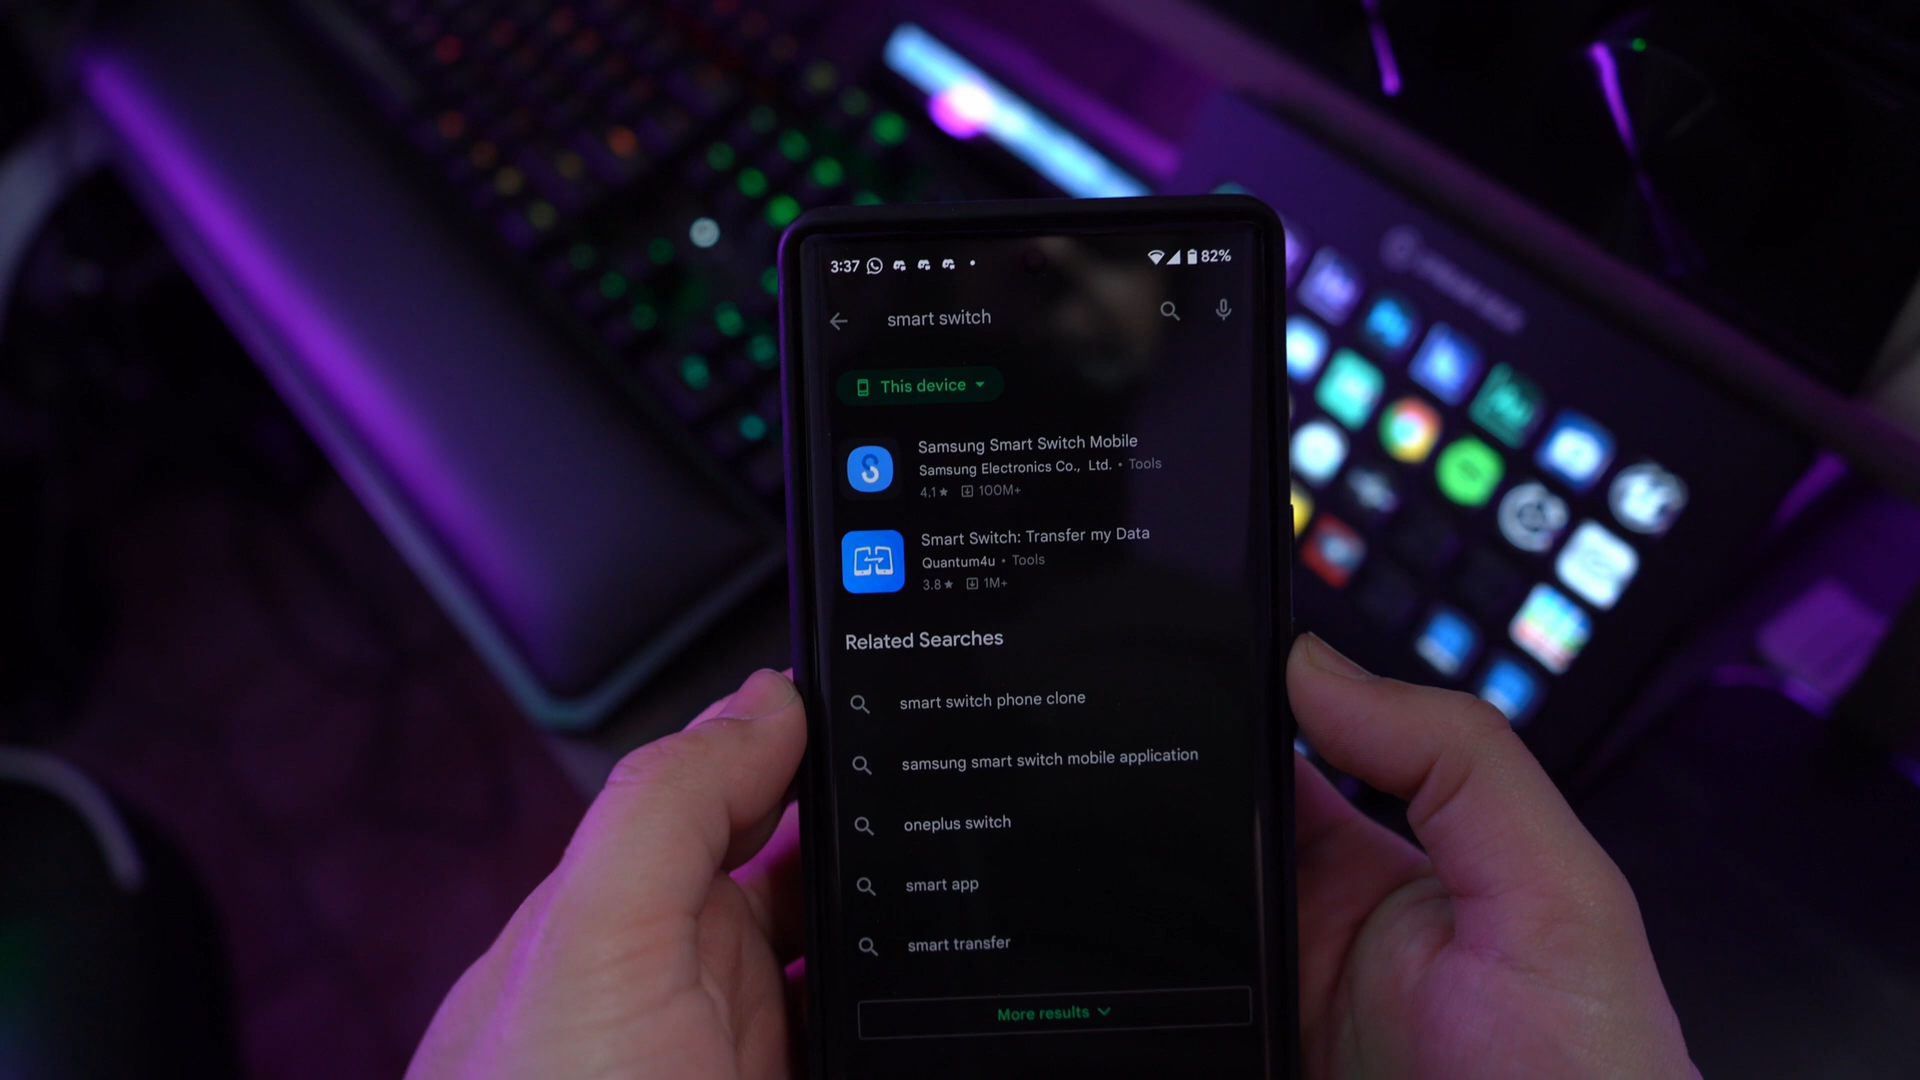 3:37 82%
smart switch
This device
Samsung Smart Switch Mobile
Samsung Electronics Co., Ltd. • Tools
4.1★ 100M+
Smart Switch: Transfer my Data
Quantum4u • Tools
3.8★ 1M+
Related Searches
smart switch phone clone
samsung smart switch mobile application
oneplus switch
smart app
smart transfer
More results